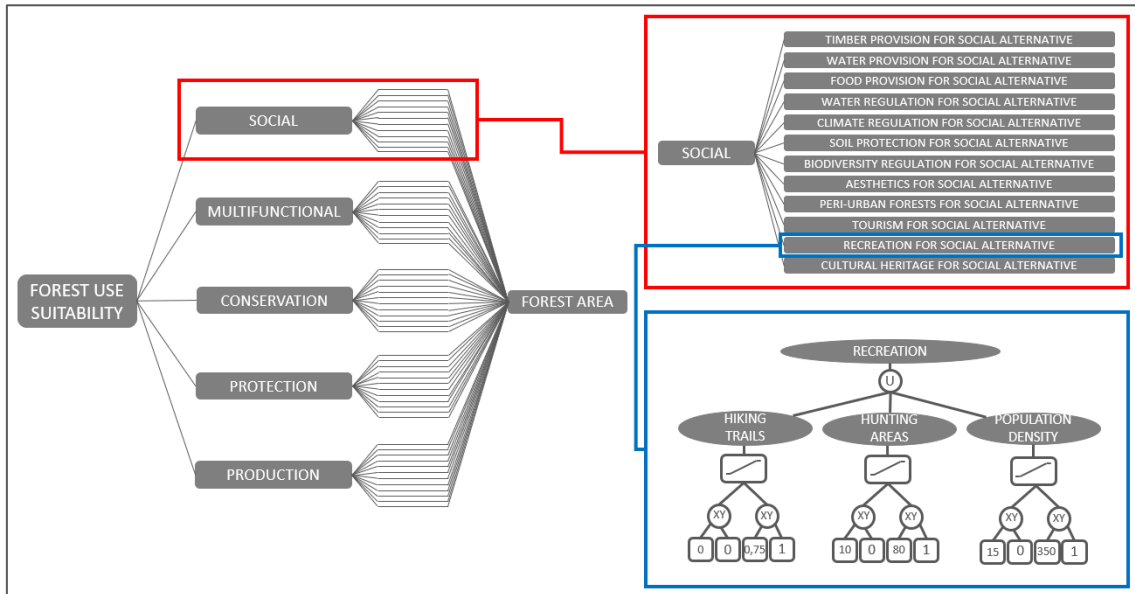 FOREST USE
SUITABILITY
SOCIAL
MULTIFUNCTIONAL
CONSERVATION
PROTECTION
PRODUCTION
FOREST AREA
SOCIAL
TIMBER PROVISION FOR SOCIAL ALTERNATIVE
WATER PROVISION FOR SOCIAL ALTERNATIVE
FOOD PROVISION FOR SOCIAL ALTERNATIVE
WATER REGULATION FOR SOCIAL ALTERNATIVE
CLIMATE REGULATION FOR SOCIAL ALTERNATIVE
SOIL PROTECTION FOR SOCIAL ALTERNATIVE
BIODIVERSITY REGULATION FOR SOCIAL ALTERNATIVE
AESTHETICS FOR SOCIAL ALTERNATIVE
PERI-URBAN FORESTS FOR SOCIAL ALTERNATIVE
TOURISM FOR SOCIAL ALTERNATIVE
RECREATION FOR SOCIAL ALTERNATIVE
CULTURAL HERITAGE FOR SOCIAL ALTERNATIVE
RECREATION
U
HIKING
TRAILS
HUNTING
AREAS
POPULATION
DENSITY
XY XY XY XY XY XY
0 0 0,75 1 10 0 80 1 15 0 350 1